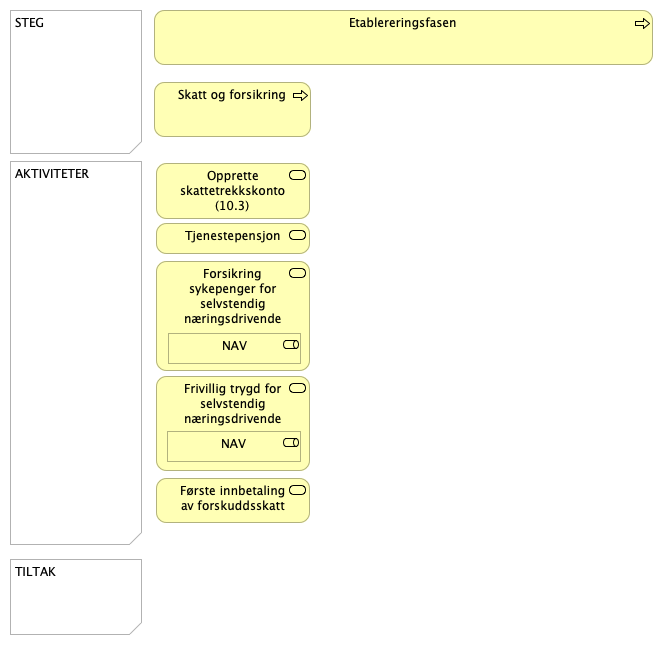 STEG
Etablereringsfasen
Skatt og forsikring
AKTIVITETER
Opprette
skattetrekkskonto
(10.3)
Tjenestepensjon
Forsikring
sykepenger for
selvstendig
næringsdrivende
NAV
Frivillig trygd for
selvstendig
næringsdrivende
NAV
Første innbetaling
av forskuddsskatt
TILTAK